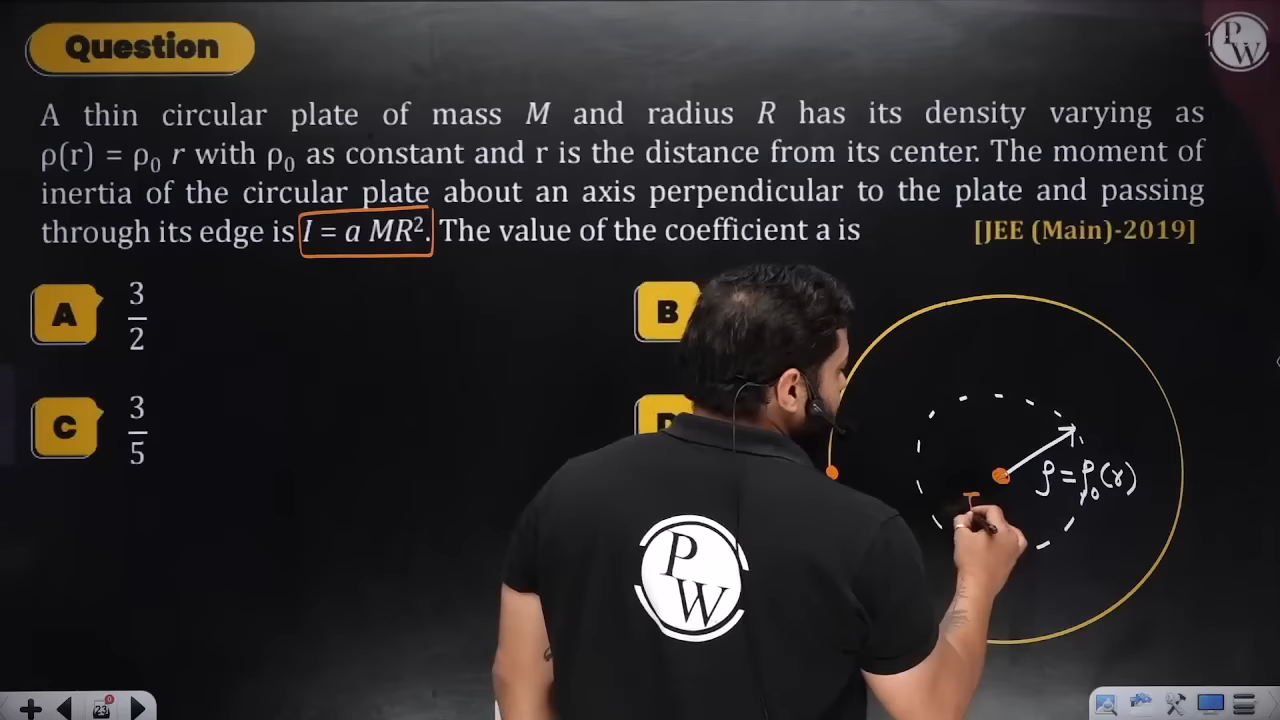 Question
A thin circular plate of mass M and radius R has its density varying as
ρ(r) = ρ₀ r with ρ₀ as constant and r is the distance from its center. The moment of
inertia of the circular plate about an axis perpendicular to the plate and passing
through its edge is I = a MR². The value of the coefficient a is [JEE (Main)-2019]
A 3/2
B
C 3/5
ρ = ρ₀(r)
I
PW
PW
23